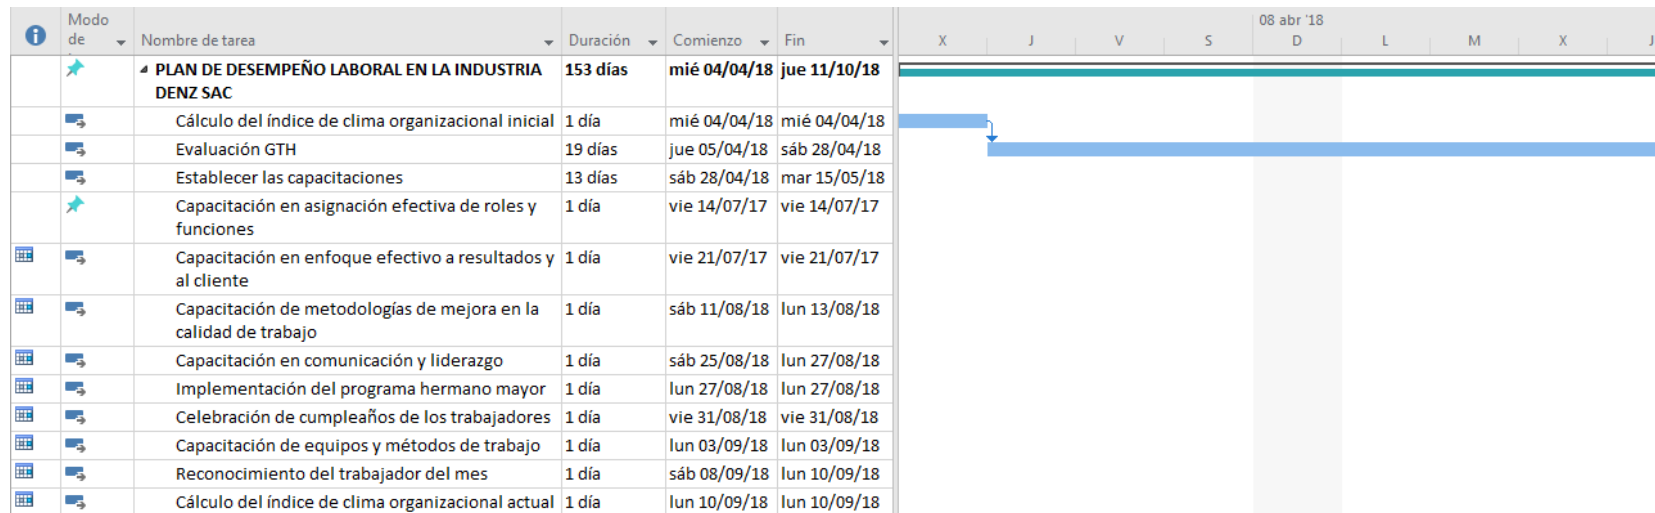 Modo de
Nombre de tarea
Duración
Comienzo
Fin
08 abr '18
X J V S D L M X J
PLAN DE DESEMPEÑO LABORAL EN LA INDUSTRIA 153 días mié 04/04/18 jue 11/10/18
DENZ SAC
Cálculo del índice de clima organizacional inicial 1 día mié 04/04/18 mié 04/04/18
Evaluación GTH 19 días jue 05/04/18 sáb 28/04/18
Establecer las capacitaciones 13 días sáb 28/04/18 mar 15/05/18
Capacitación en asignación efectiva de roles y 1 día vie 14/07/17 vie 14/07/17
funciones
Capacitación en enfoque efectivo a resultados y 1 día vie 21/07/17 vie 21/07/17
al cliente
Capacitación de metodologías de mejora en la 1 día sáb 11/08/18 lun 13/08/18
calidad de trabajo
Capacitación en comunicación y liderazgo 1 día sáb 25/08/18 lun 27/08/18
Implementación del programa hermano mayor 1 día lun 27/08/18 lun 27/08/18
Celebración de cumpleaños de los trabajadores 1 día vie 31/08/18 vie 31/08/18
Capacitación de equipos y métodos de trabajo 1 día lun 03/09/18 lun 03/09/18
Reconocimiento del trabajador del mes 1 día sáb 08/09/18 lun 10/09/18
Cálculo del índice de clima organizacional actual 1 día lun 10/09/18 lun 10/09/18